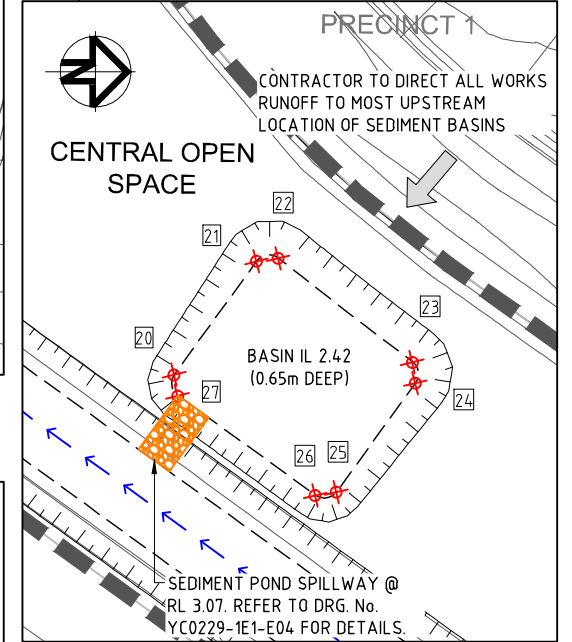 PRECINCT 1
N
CONTRACTOR TO DIRECT ALL WORKS
RUNOFF TO MOST UPSTREAM
LOCATION OF SEDIMENT BASINS
CENTRAL OPEN
SPACE
22
21
23
20
BASIN IL 2.42
(0.65m DEEP)
27
24
26
25
SEDIMENT POND SPILLWAY @
RL 3.07. REFER TO DRG. No.
YC0229-1E1-E04 FOR DETAILS.